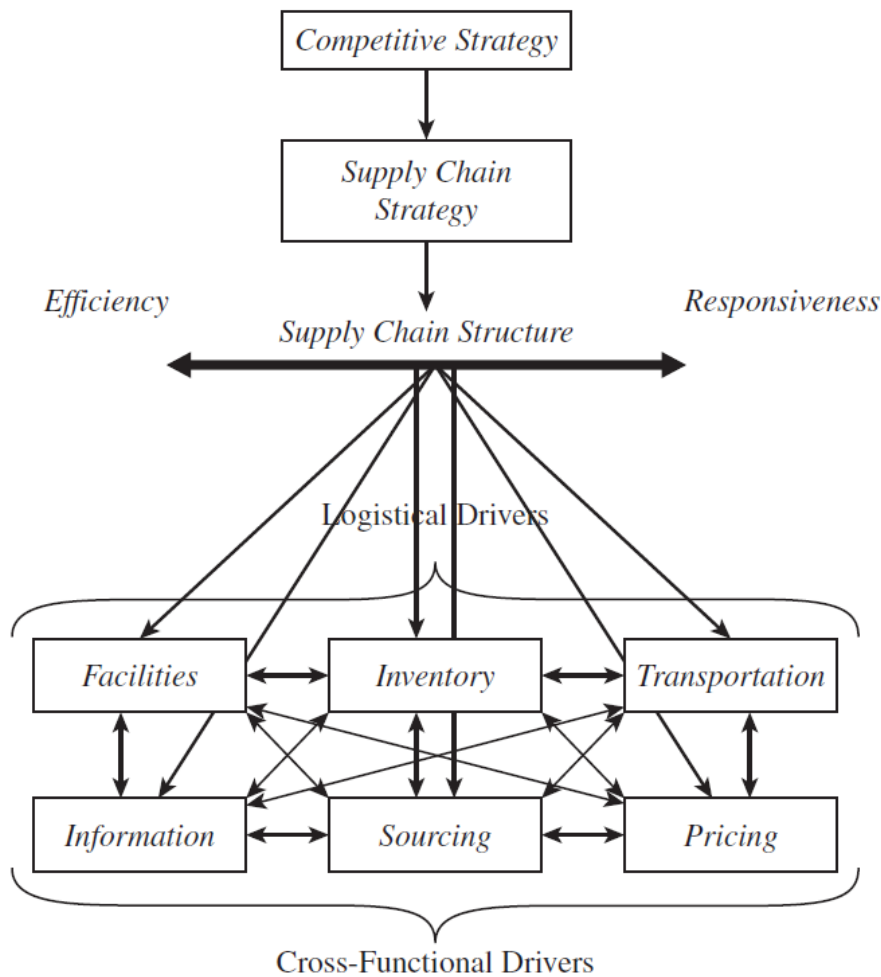 Competitive Strategy
Supply Chain
Strategy
Efficiency
Responsiveness
Supply Chain Structure
Logistical Drivers
Facilities
Inventory
Transportation
Information
Sourcing
Pricing
Cross-Functional Drivers